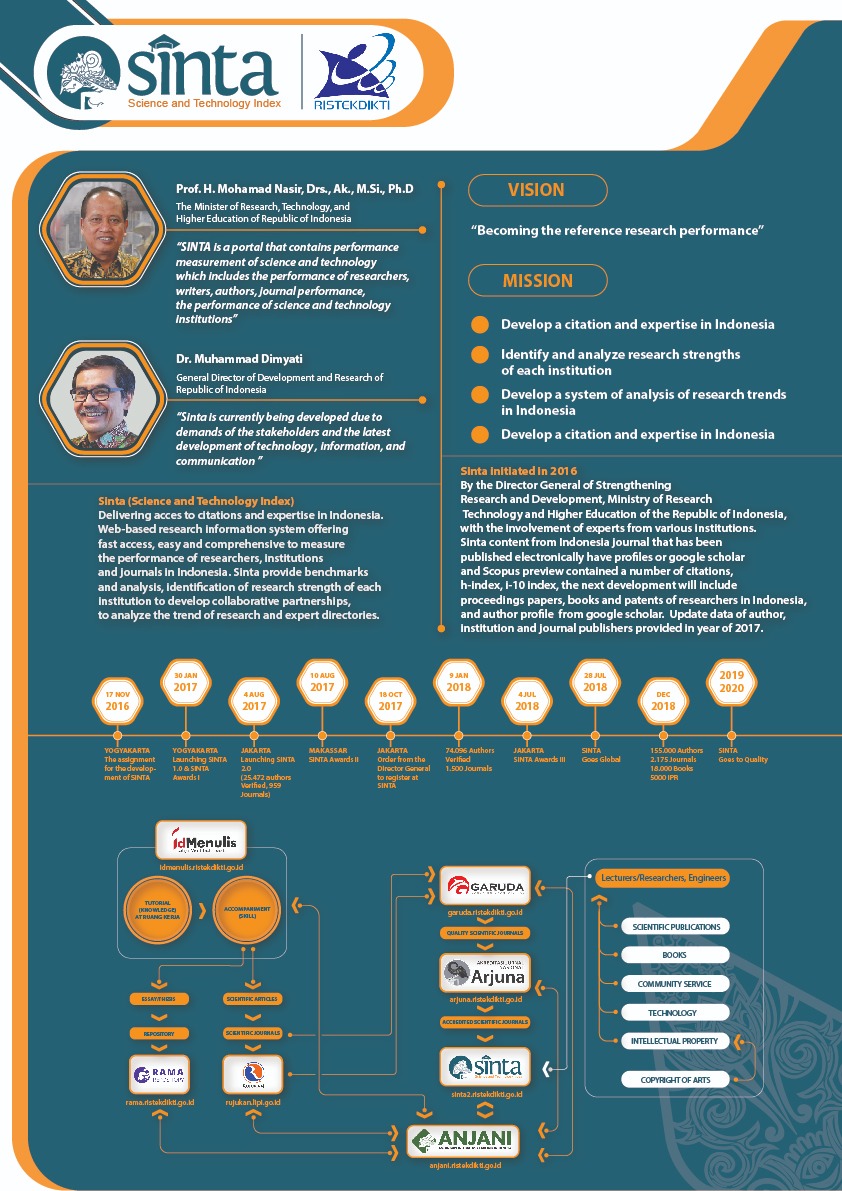 sinta
Science and Technology Index
RISTEKDIKTI
Prof. H. Mohamad Nasir, Drs., Ak., M.Si., Ph.D
The Minister of Research, Technology, and
Higher Education of Republic of Indonesia
“SINTA is a portal that contains performance
measurement of science and technology
which includes the performance of researchers,
writers, authors, journal performance,
the performance of science and technology
institutions”
Dr. Muhammad Dimyati
General Director of Development and Research of
Republic of Indonesia
“Sinta is currently being developed due to
demands of the stakeholders and the latest
development of technology , information, and
communication ”
VISION
“Becoming the reference research performance”
MISSION
Develop a citation and expertise in Indonesia
Identify and analyze research strengths
of each institution
Develop a system of analysis of research trends
in Indonesia
Develop a citation and expertise in Indonesia
Sinta (Science and Technology Index)
Delivering acces to citations and expertise in Indonesia.
Web-based research information system offering
fast access, easy and comprehensive to measure
the performance of researchers, institutions
and journals in Indonesia. Sinta provide benchmarks
and analysis, identification of research strength of each
institution to develop collaborative partnerships,
to analyze the trend of research and expert directories.
Sinta initiated in 2016
By the Director General of Strengthening
Research and Development, Ministry of Research
Technology and Higher Education of the Republic of Indonesia,
with the involvement of experts from various institutions.
Sinta content from Indonesia journal that has been
published electronically have profiles or google scholar
and Scopus preview contained a number of citations,
h-index, i-10 index, the next development will include
proceedings papers, books and patents of researchers in Indonesia,
and author profile from google scholar. Update data of author,
institution and journal publishers provided in year of 2017.
17 NOV
2016
YOGYAKARTA
The assignment
for the develop-
ment of SINTA
30 JAN
2017
YOGYAKARTA
Launching SINTA
1.0 & SINTA
Awards I
4 AUG
2017
JAKARTA
Launching SINTA
2.0
(25.472 authors
Verified, 959
Journals)
10 AUG
2017
MAKASSAR
SINTA Awards II
18 OCT
2017
JAKARTA
Order from the
Director General
to register at
SINTA
9 JAN
2018
74.096 Authors
Verified
1.500 Journals
4 JUL
2018
JAKARTA
SINTA Awards III
28 JUL
2018
SINTA
Goes Global
DEC
2018
155.000 Authors
2.175 Journals
18.000 Books
5000 IPR
2019
2020
SINTA
Goes to Quality
idMenulis
idmenulis.ristekdikti.go.id
TUTORIAL
(KNOWLEDGE)
AT RUANG KERJA
ACCOMPANIMENT
(SKILL)
ESSAY/THESIS
REPOSITORY
RAMA
REPOSITORY
rama.ristekdikti.go.id
SCIENTIFIC ARTICLES
SCIENTIFIC JOURNALS
rujukan.lipi.go.id
GARUDA
garuda.ristekdikti.go.id
QUALITY SCIENTIFIC JOURNALS
AKREDITASI JURNAL
NASIONAL
Arjuna
arjuna.ristekdikti.go.id
ACCREDITED SCIENTIFIC JOURNALS
sinta
Science and Technology Index
sinta2.ristekdikti.go.id
ANJANI
anjani.ristekdikti.go.id
Lecturers/Researchers, Engineers
SCIENTIFIC PUBLICATIONS
BOOKS
COMMUNITY SERVICE
TECHNOLOGY
INTELLECTUAL PROPERTY
COPYRIGHT OF ARTS